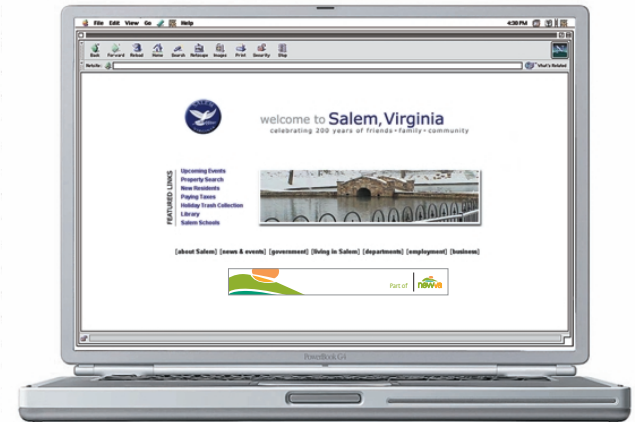 File Edit View Go Help 4:30 PM
Back Forward Reload Home Search Netscape Images Print Security Stop
What's Related
welcome to Salem, Virginia
celebrating 200 years of friends • family • community
FEATURED LINKS
Upcoming Events
Property Search
New Residents
Paying Taxes
Holiday Trash Collection
Library
Salem Schools
[about Salem] [news & events] [government] [living in Salem] [departments] [employment] [business]
Part of newva
PowerBook G4